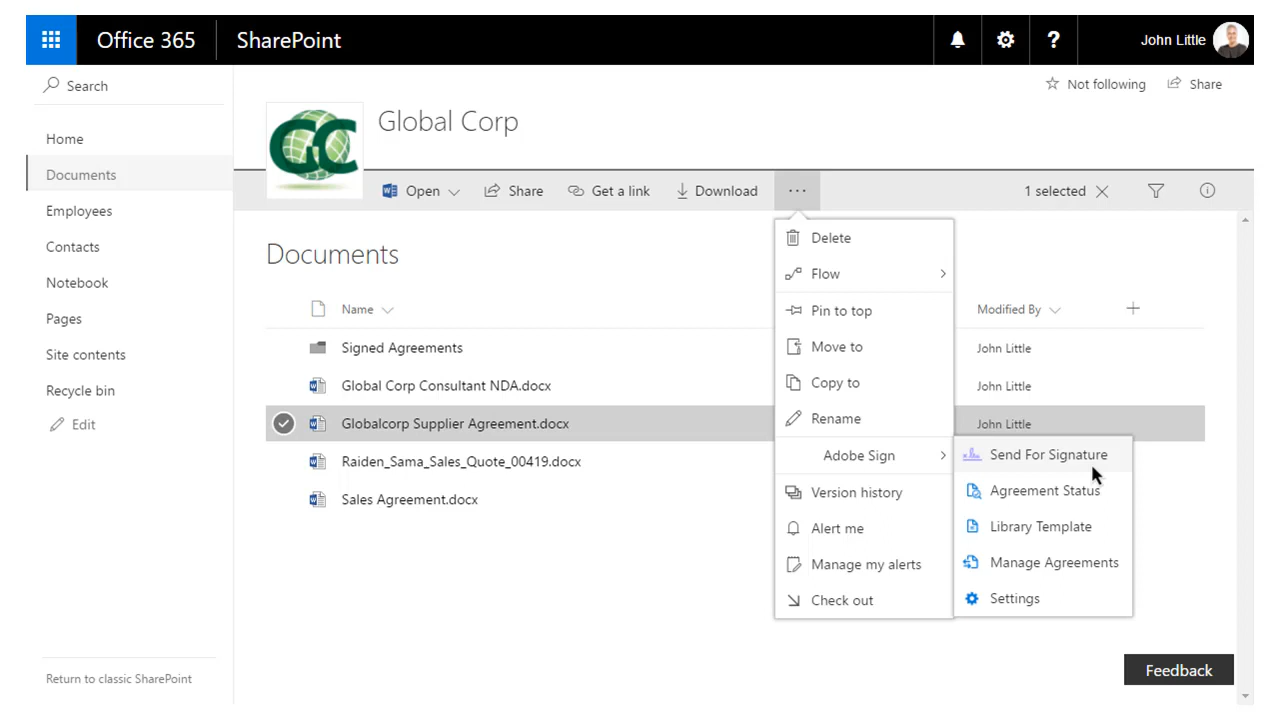 Office 365
SharePoint
John Little
Search
Not following
Share
GC
Global Corp
Home
Documents
Employees
Contacts
Notebook
Pages
Site contents
Recycle bin
Edit
Return to classic SharePoint
Open
Share
Get a link
Download
1 selected
Documents
Name
Modified By
Signed Agreements
John Little
Global Corp Consultant NDA.docx
John Little
Globalcorp Supplier Agreement.docx
John Little
Raiden_Sama_Sales_Quote_00419.docx
Sales Agreement.docx
Delete
Flow
Pin to top
Move to
Copy to
Rename
Adobe Sign
Version history
Alert me
Manage my alerts
Check out
Send For Signature
Agreement Status
Library Template
Manage Agreements
Settings
Feedback